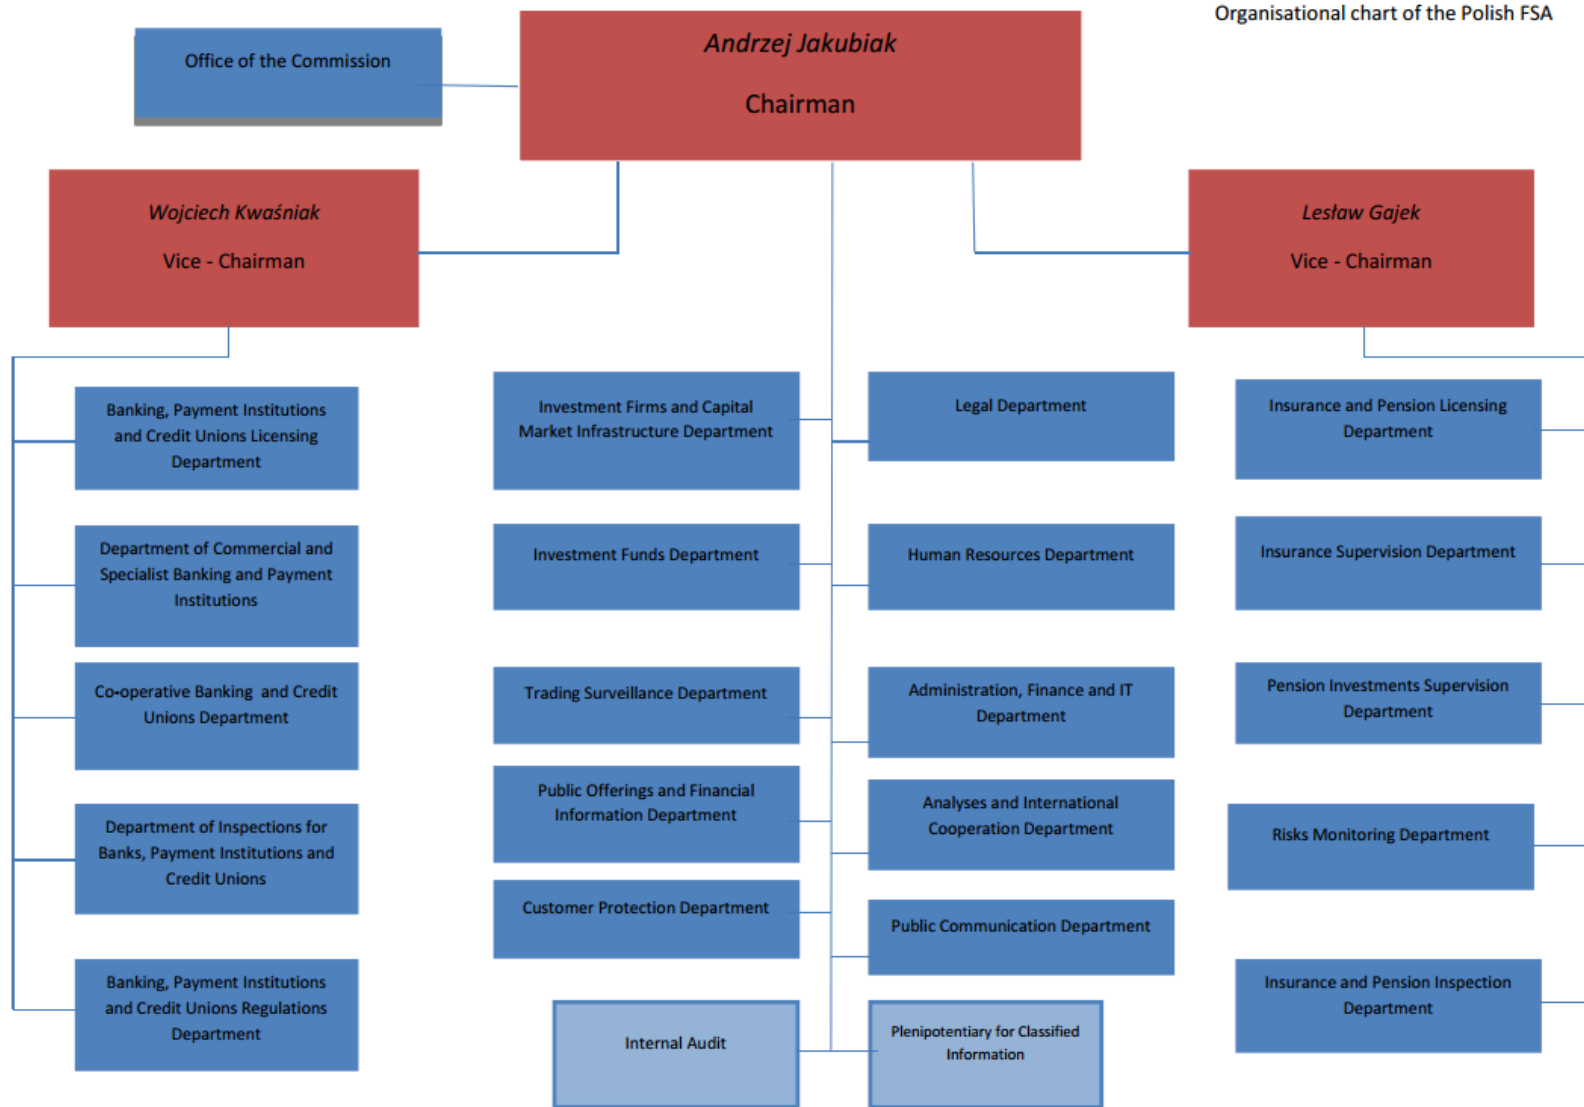 Organisational chart of the Polish FSA
Office of the Commission
Andrzej Jakubiak
Chairman
Wojciech Kwaśniak
Vice - Chairman
Lesław Gajek
Vice - Chairman
Banking, Payment Institutions
and Credit Unions Licensing
Department
Department of Commercial and
Specialist Banking and Payment
Institutions
Co-operative Banking and Credit
Unions Department
Department of Inspections for
Banks, Payment Institutions and
Credit Unions
Banking, Payment Institutions
and Credit Unions Regulations
Department
Investment Firms and Capital
Market Infrastructure Department
Investment Funds Department
Trading Surveillance Department
Public Offerings and Financial
Information Department
Customer Protection Department
Internal Audit
Legal Department
Human Resources Department
Administration, Finance and IT
Department
Analyses and International
Cooperation Department
Public Communication Department
Plenipotentiary for Classified
Information
Insurance and Pension Licensing
Department
Insurance Supervision Department
Pension Investments Supervision
Department
Risks Monitoring Department
Insurance and Pension Inspection
Department